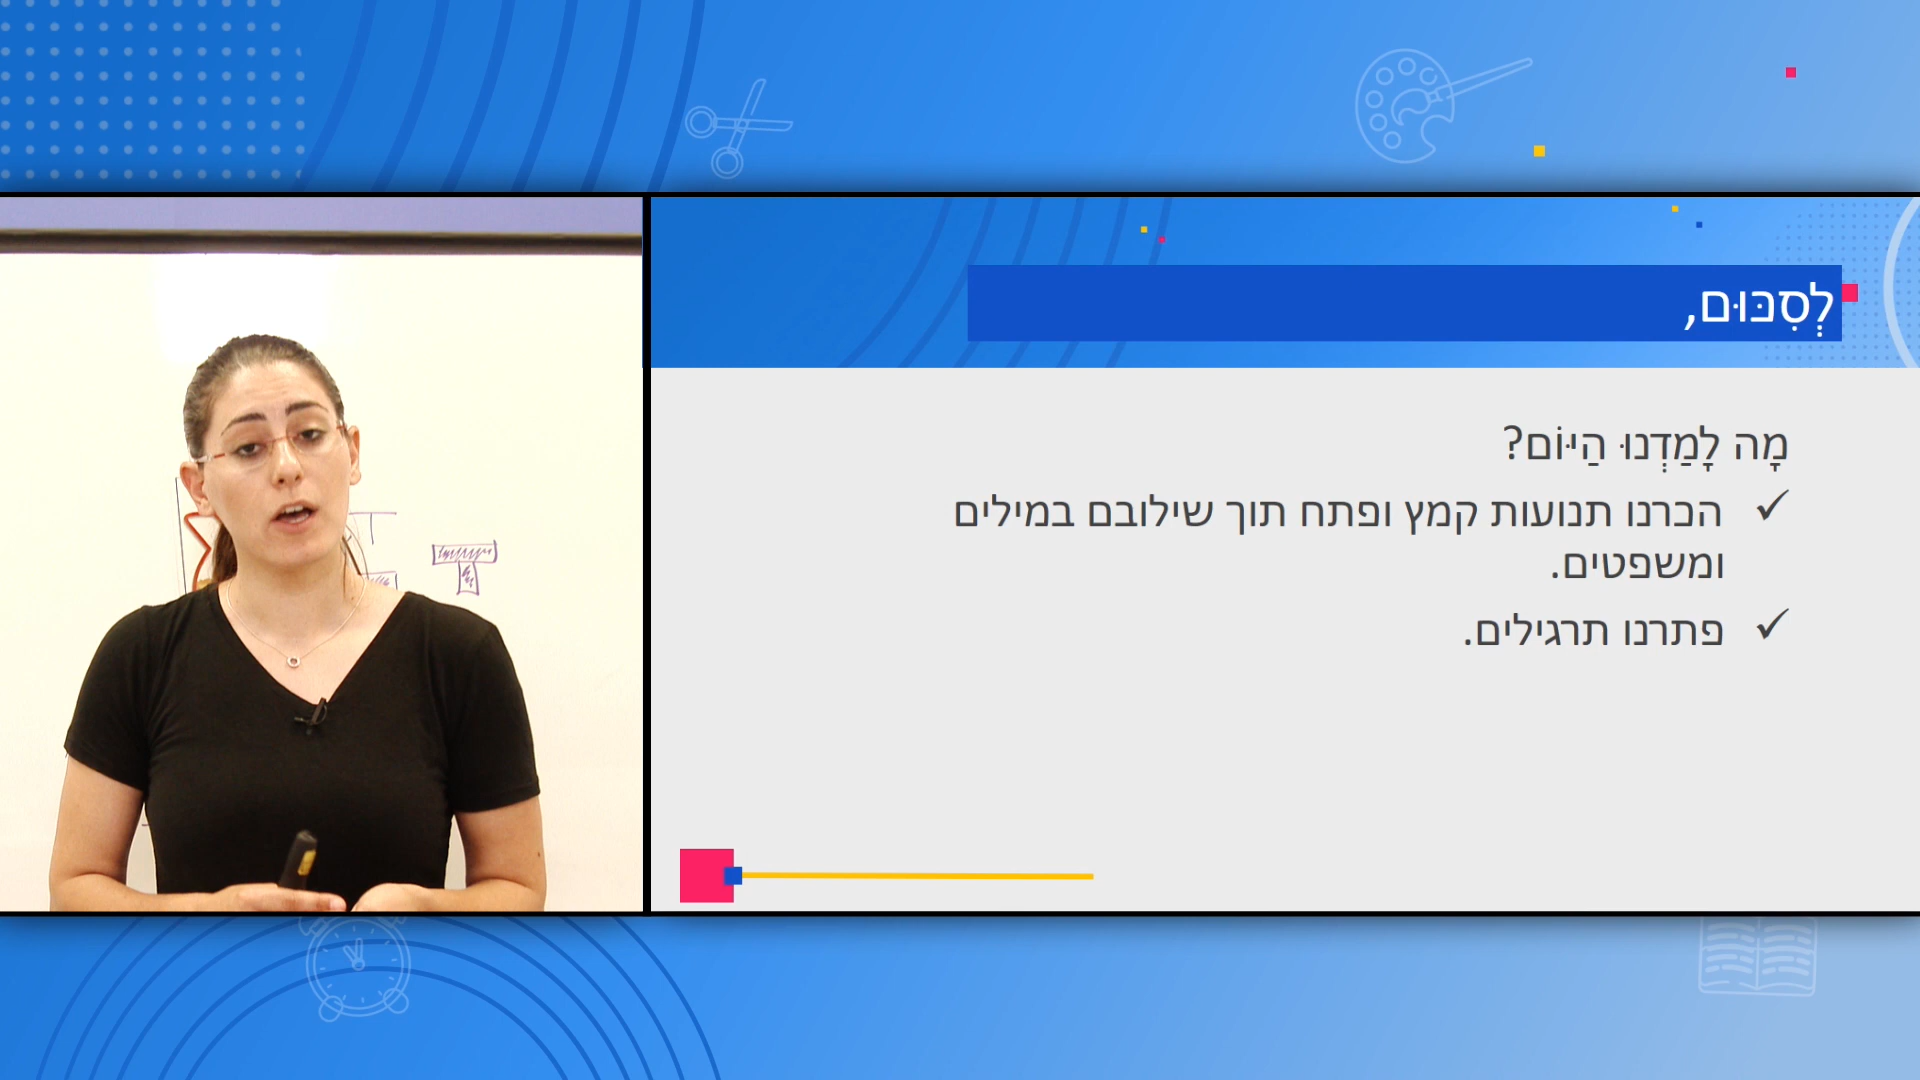 לְסִכּוּם,
מָה לָמַדְנוּ הַיּוֹם?
✓ הכרנו תנועות קמץ ופתח תוך שילובם במילים
ומשפטים.
✓ פתרנו תרגילים.